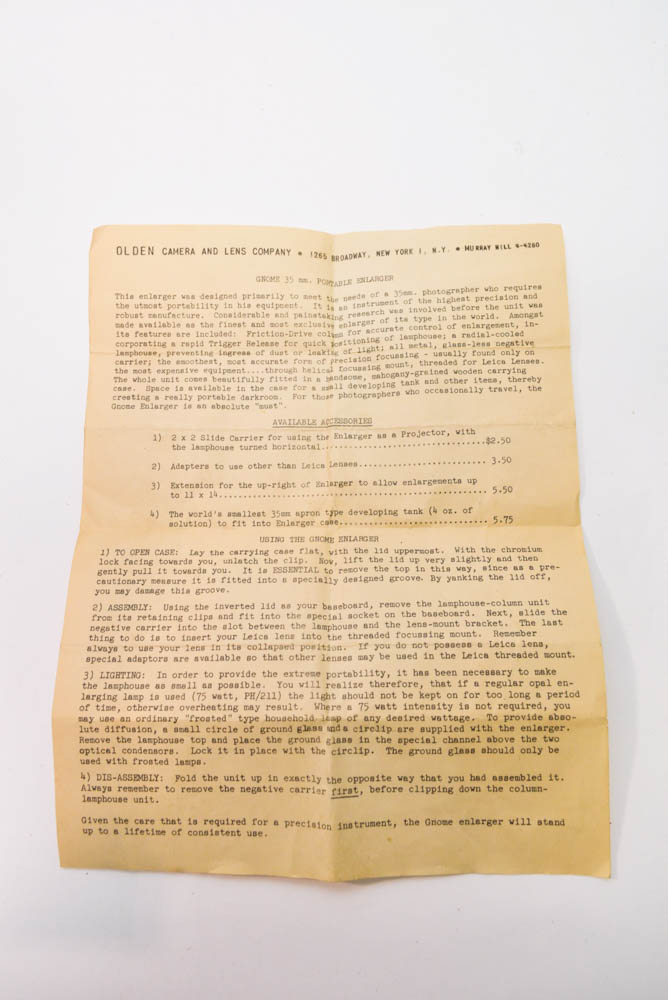 OLDEN CAMERA AND LENS COMPANY * 1265 BROADWAY, NEW YORK 1, N.Y. * MURRAY HILL 4-4280
GNOME 35 mm. PORTABLE ENLARGER
This enlarger was designed primarily to meet the needs of a 35mm. photographer who requires
the utmost portability in his equipment. It is an instrument of the highest precision and
robust manufacture. Considerable and painstaking research was involved before the unit was
made available as the finest and most exclusive enlarger of its type in the world. Amongst
its features are included: Friction-Drive column for accurate control of enlargement, in-
corporating a rapid Trigger Release for quick positioning of lamphouse; a radial-cooled
lamphouse, preventing ingress of dust or leaking of light; all metal, glass-less negative
carrier; the smoothest, most accurate form of precision focussing - usually found only on
the most expensive equipment....through helical focussing mount, threaded for Leica Lenses.
The whole unit comes beautifully fitted in a handsome, mahogany-grained wooden carrying
case. Space is available in the case for a small developing tank and other items, thereby
creating a really portable darkroom. For those photographers who occasionally travel, the
Gnome Enlarger is an absolute "must".
AVAILABLE ACCESSORIES
1) 2 x 2 Slide Carrier for using the Enlarger as a Projector, with
the lamphouse turned horizontal...................................$2.50
2) Adapters to use other than Leica Lenses........................... 3.50
3) Extension for the up-right of Enlarger to allow enlargements up
to 11 x 14........................................................ 5.50
4) The world's smallest 35mm apron type developing tank (4 oz. of
solution) to fit into Enlarger case............................... 5.75
USING THE GNOME ENLARGER
1) TO OPEN CASE: Lay the carrying case flat, with the lid uppermost. With the chromium
lock facing towards you, unlatch the clip. Now, lift the lid up very slightly and then
gently pull it towards you. It is ESSENTIAL to remove the top in this way, since as a pre-
cautionary measure it is fitted into a specially designed groove. By yanking the lid off,
you may damage this groove.
2) ASSEMBLY: Using the inverted lid as your baseboard, remove the lamphouse-column unit
from its retaining clips and fit into the special socket on the baseboard. Next, slide the
negative carrier into the slot between the lamphouse and the lens-mount bracket. The last
thing to do is to insert your Leica lens into the threaded focussing mount. Remember
always to use your lens in its collapsed position. If you do not possess a Leica lens,
special adaptors are available so that other lenses may be used in the Leica threaded mount.
3) LIGHTING: In order to provide the extreme portability, it has been necessary to make
the lamphouse as small as possible. You will realize therefore, that if a regular opal en-
larging lamp is used (75 watt, PH/211) the light should not be kept on for too long a period
of time, otherwise overheating may result. Where a 75 watt intensity is not required, you
may use an ordinary "frosted" type household lamp of any desired wattage. To provide abso-
lute diffusion, a small circle of ground glass and a circlip are supplied with the enlarger.
Remove the lamphouse top and place the ground glass in the special channel above the two
optical condensors. Lock it in place with the circlip. The ground glass should only be
used with frosted lamps.
4) DIS-ASSEMBLY: Fold the unit up in exactly the opposite way that you had assembled it.
Always remember to remove the negative carrier first, before clipping down the column-
lamphouse unit.
Given the care that is required for a precision instrument, the Gnome enlarger will stand
up to a lifetime of consistent use.